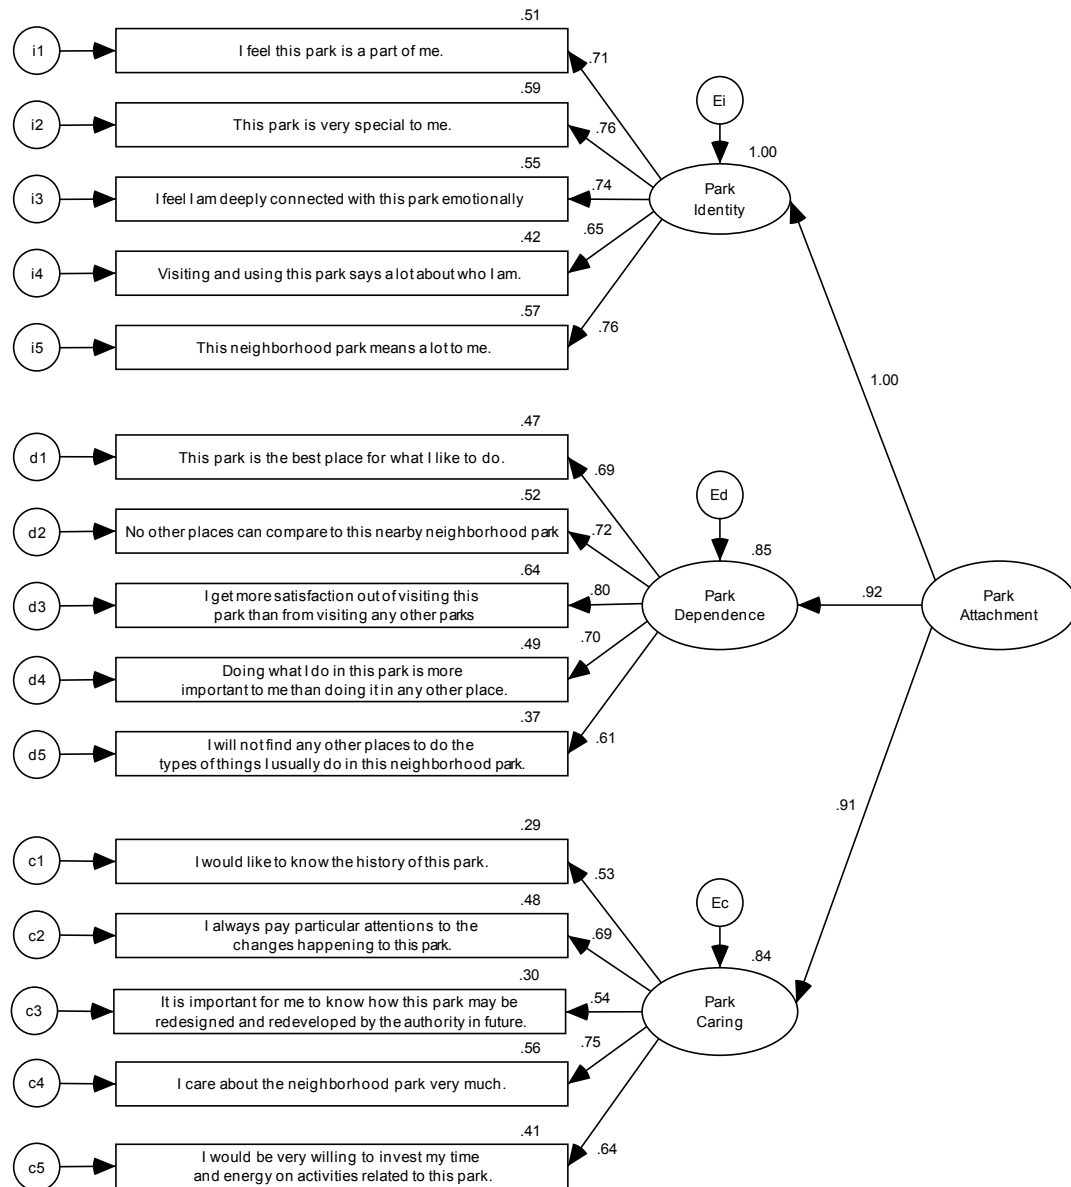 .51
i1
I feel this park is a part of me.
.71
.59
i2
This park is very special to me.
.76
.55
i3
I feel I am deeply connected with this park emotionally
.74
.42
i4
Visiting and using this park says a lot about who I am.
.65
.57
i5
This neighborhood park means a lot to me.
.76
Ei
1.00
Park
Identity
1.00
.47
d1
This park is the best place for what I like to do.
.69
.52
d2
No other places can compare to this nearby neighborhood park
.72
.64
d3
I get more satisfaction out of visiting this
park than from visiting any other parks
.80
.49
d4
Doing what I do in this park is more
important to me than doing it in any other place.
.70
.37
d5
I will not find any other places to do the
types of things I usually do in this neighborhood park.
.61
Ed
.85
Park
Dependence
.92
Park
Attachment
.91
.29
c1
I would like to know the history of this park.
.53
.48
c2
I always pay particular attentions to the
changes happening to this park.
.69
.30
c3
It is important for me to know how this park may be
redesigned and redeveloped by the authority in future.
.54
.56
c4
I care about the neighborhood park very much.
.75
.41
c5
I would be very willing to invest my time
and energy on activities related to this park.
.64
Ec
.84
Park
Caring